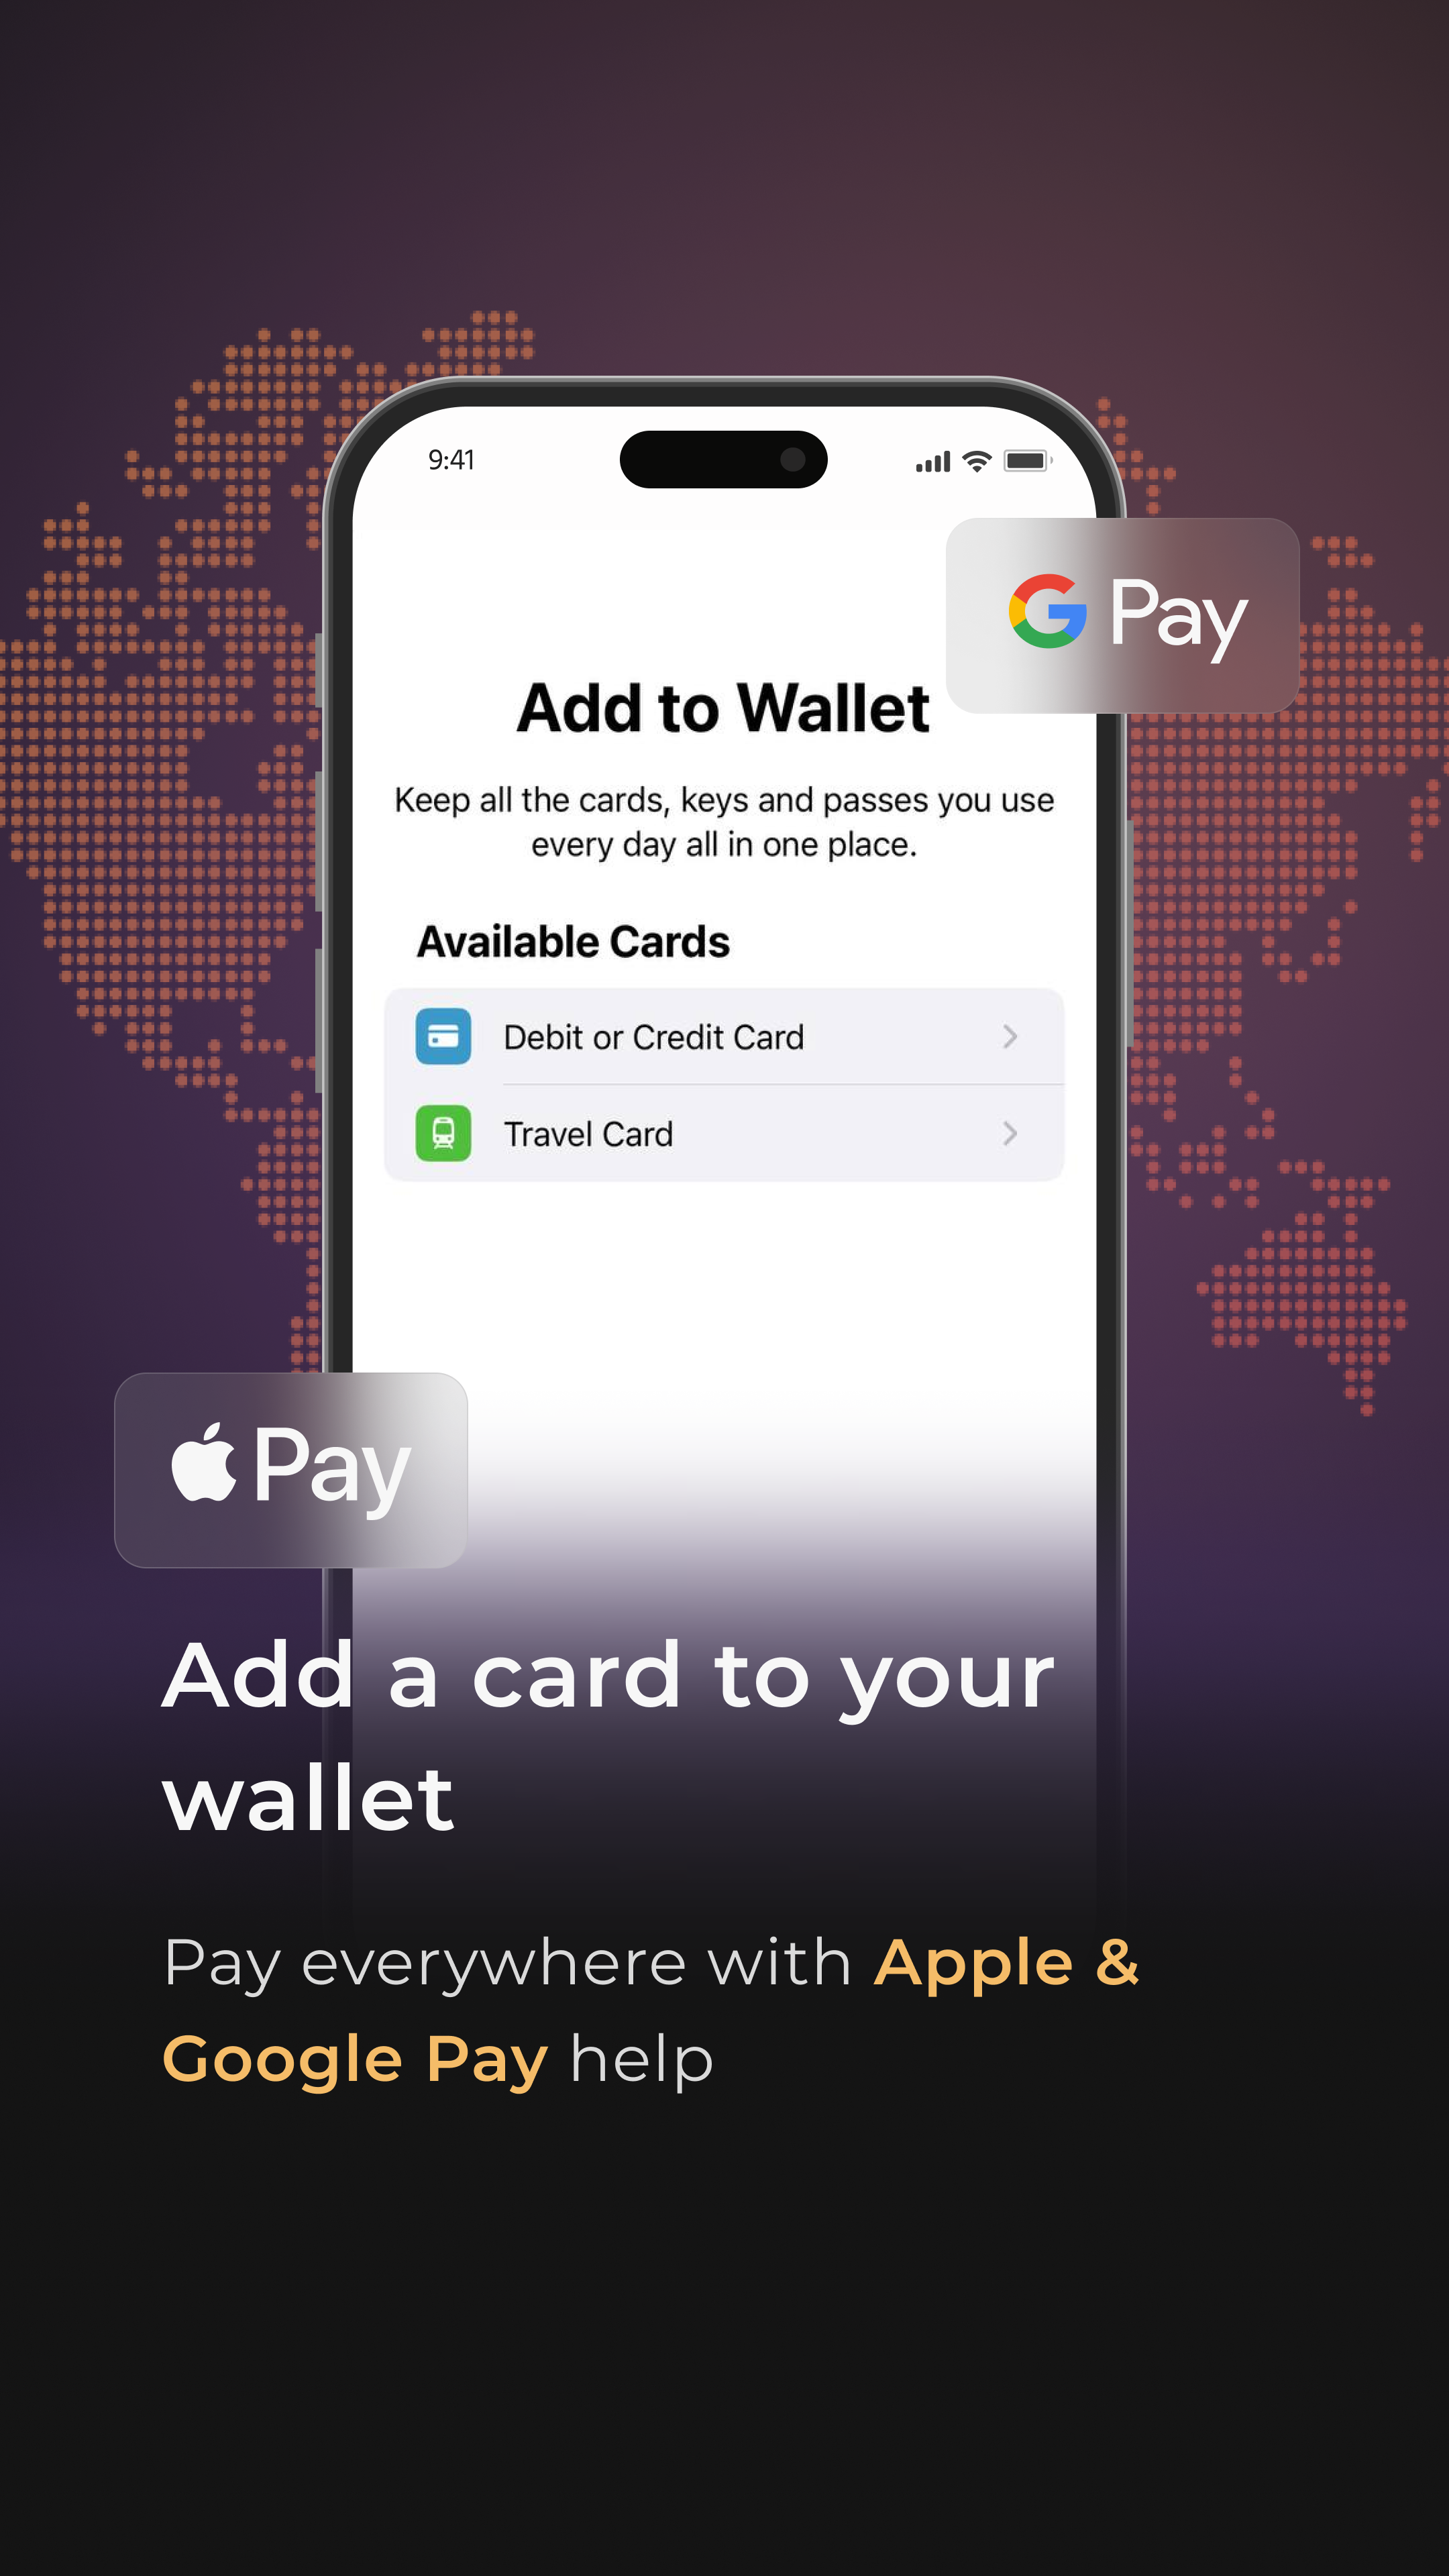 9:41
G Pay
Add to Wallet
Keep all the cards, keys and passes you use
every day all in one place.
Available Cards
Debit or Credit Card
Travel Card
Pay
Add a card to your
wallet
Pay everywhere with Apple &
Google Pay help